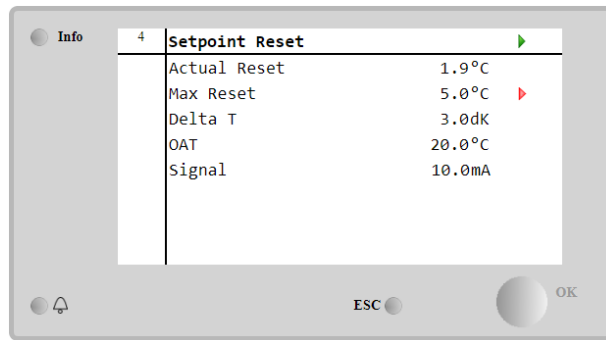 Info
4 Setpoint Reset
Actual Reset 1.9°C
Max Reset 5.0°C
Delta T 3.0dK
OAT 20.0°C
Signal 10.0mA
ESC OK